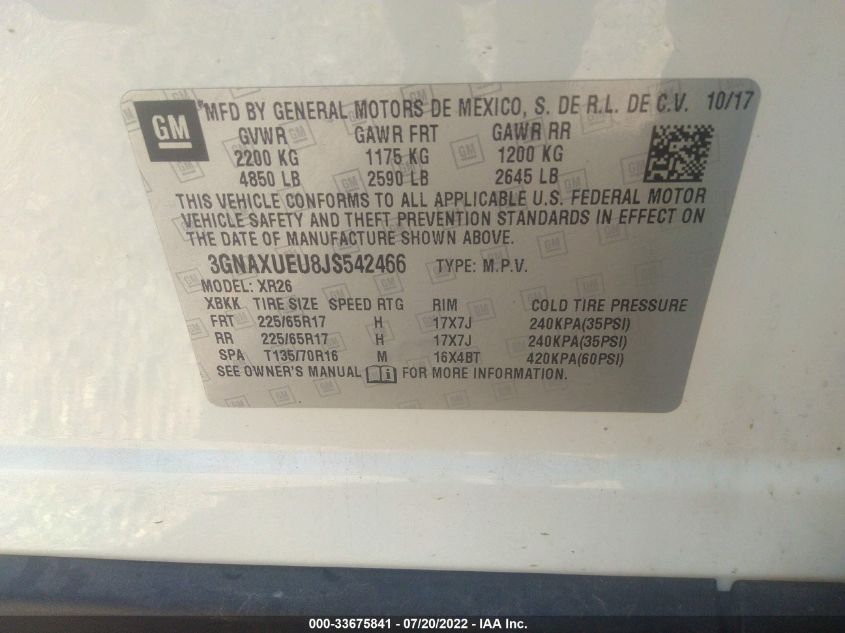 GM
MFD BY GENERAL MOTORS DE MEXICO, S. DE R.L. DE C.V. 10/17
GVWR GAWR FRT GAWR RR
2200 KG 1175 KG 1200 KG
4850 LB 2590 LB 2645 LB
THIS VEHICLE CONFORMS TO ALL APPLICABLE U.S. FEDERAL MOTOR
VEHICLE SAFETY AND THEFT PREVENTION STANDARDS IN EFFECT ON
THE DATE OF MANUFACTURE SHOWN ABOVE.
3GNAXUEU8JS542466 TYPE: M.P.V.
MODEL: XR26
XBKK TIRE SIZE SPEED RTG RIM COLD TIRE PRESSURE
FRT 225/65R17 H 17X7J 240KPA(35PSI)
RR 225/65R17 H 17X7J 240KPA(35PSI)
SPA T135/70R16 M 16X4BT 420KPA(60PSI)
SEE OWNER'S MANUAL FOR MORE INFORMATION.
000-33675841 - 07/20/2022 - IAA Inc.